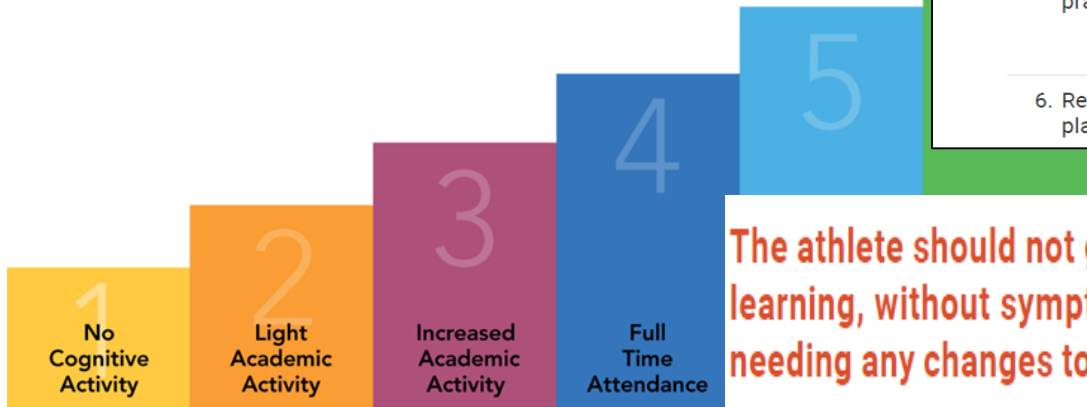 1
No
Cognitive
Activity
2
Light
Academic
Activity
3
Increased
Academic
Activity
4
Full
Time
Attendance
5
6.
The athlete should not
learning, without
needing any changes to